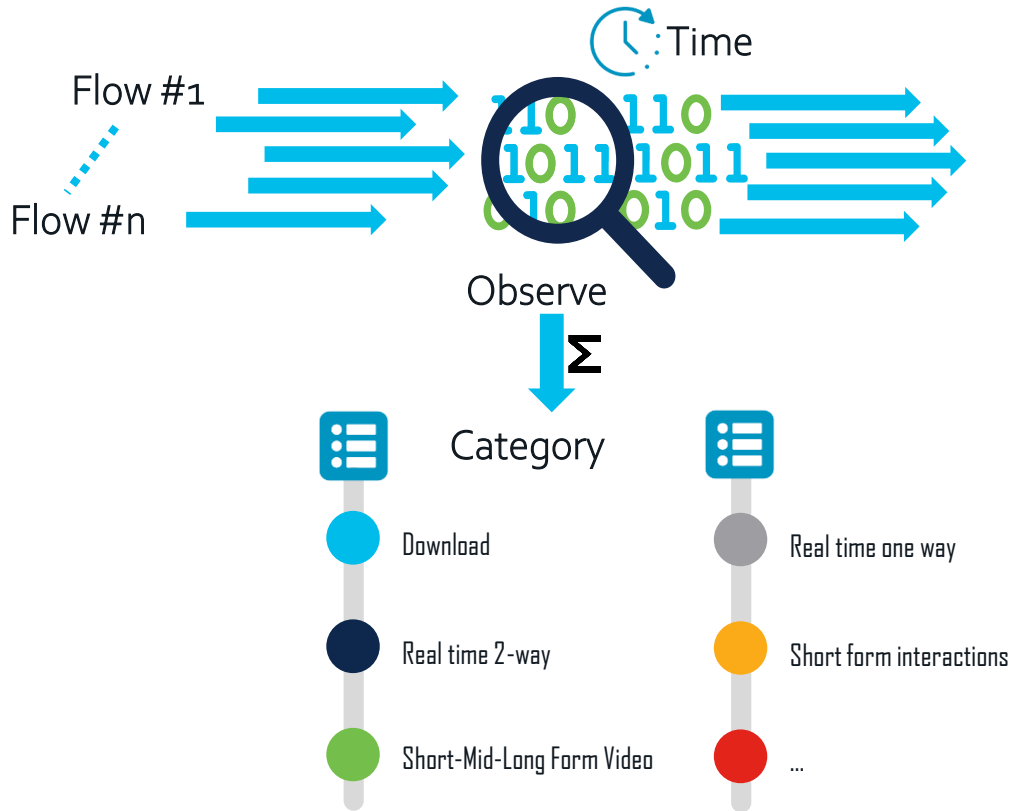 Time
Flow #1
110 110
1011 1011
010 010
Flow #n
Observe
Σ
Category
Download
Real time one way
Real time 2-way
Short form interactions
Short-Mid-Long Form Video
...